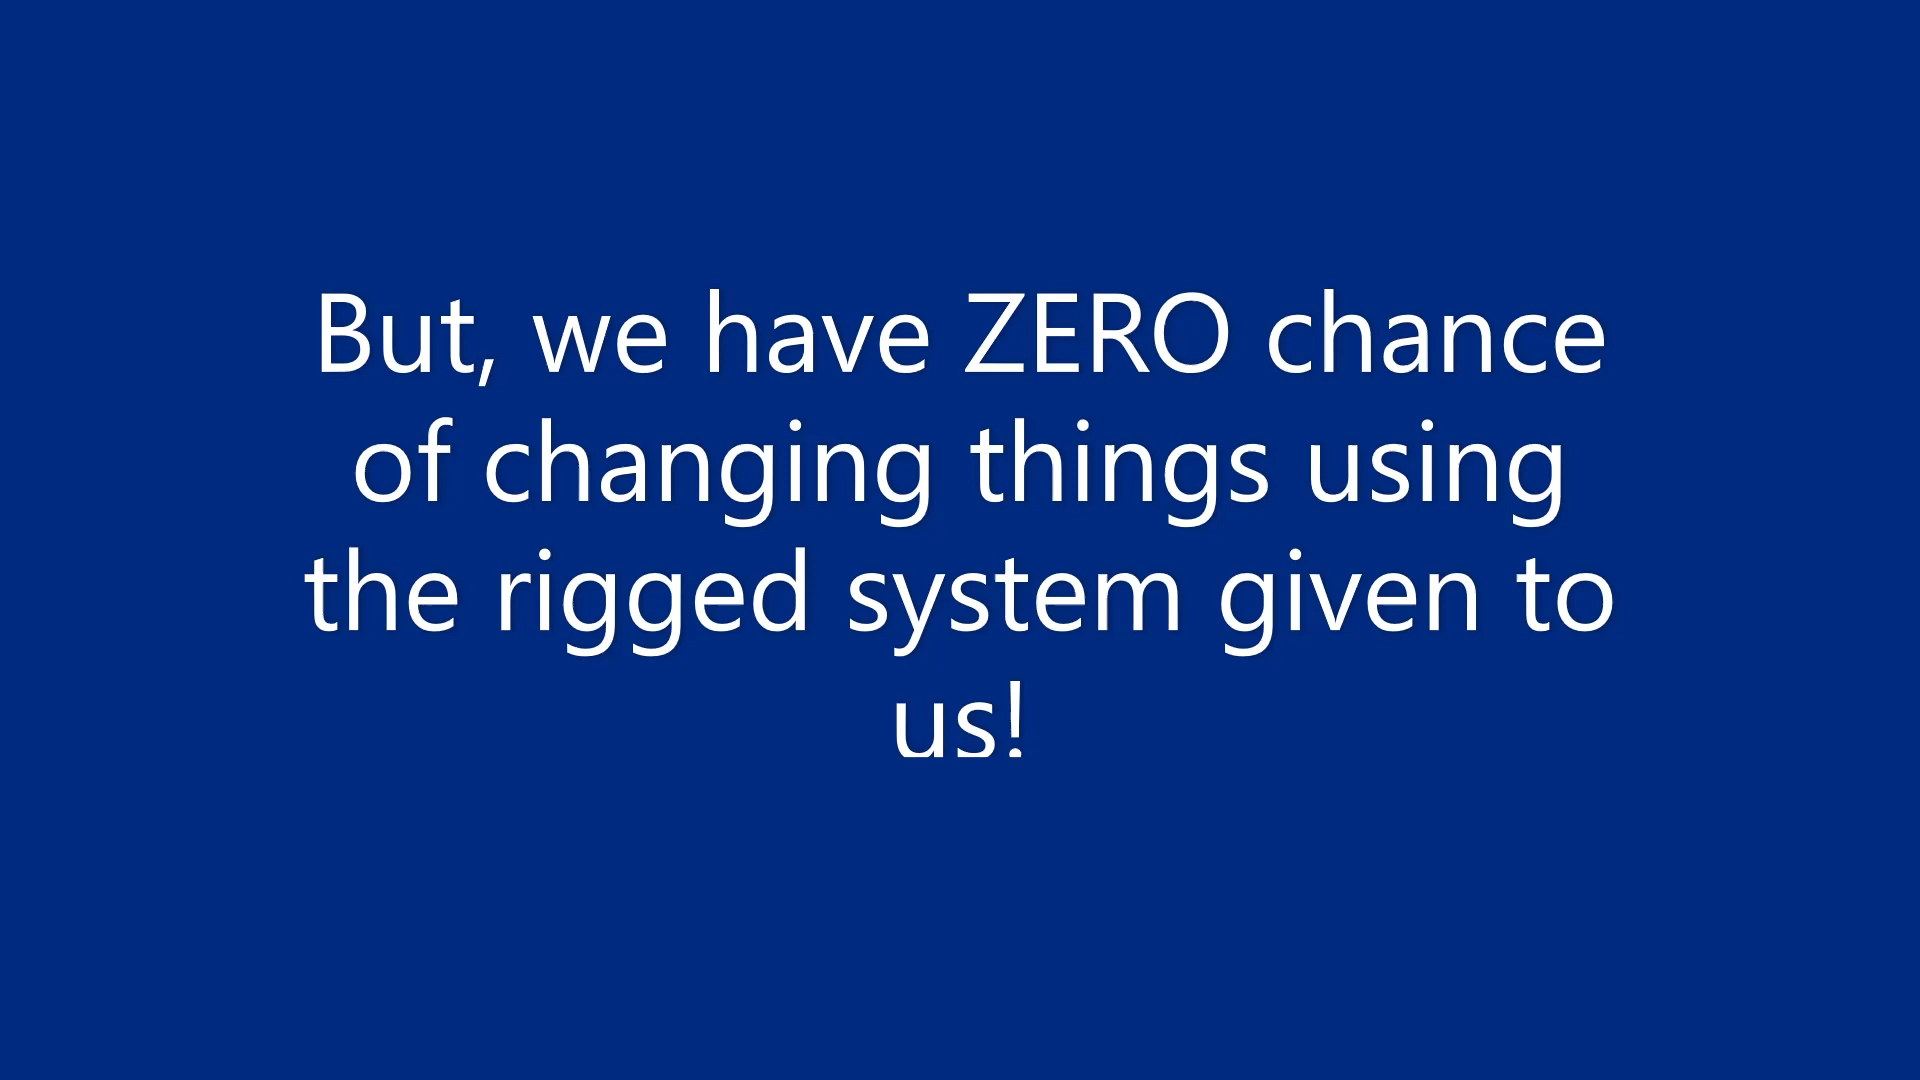 But, we have ZERO chance
of changing things using
the rigged system given to
us!